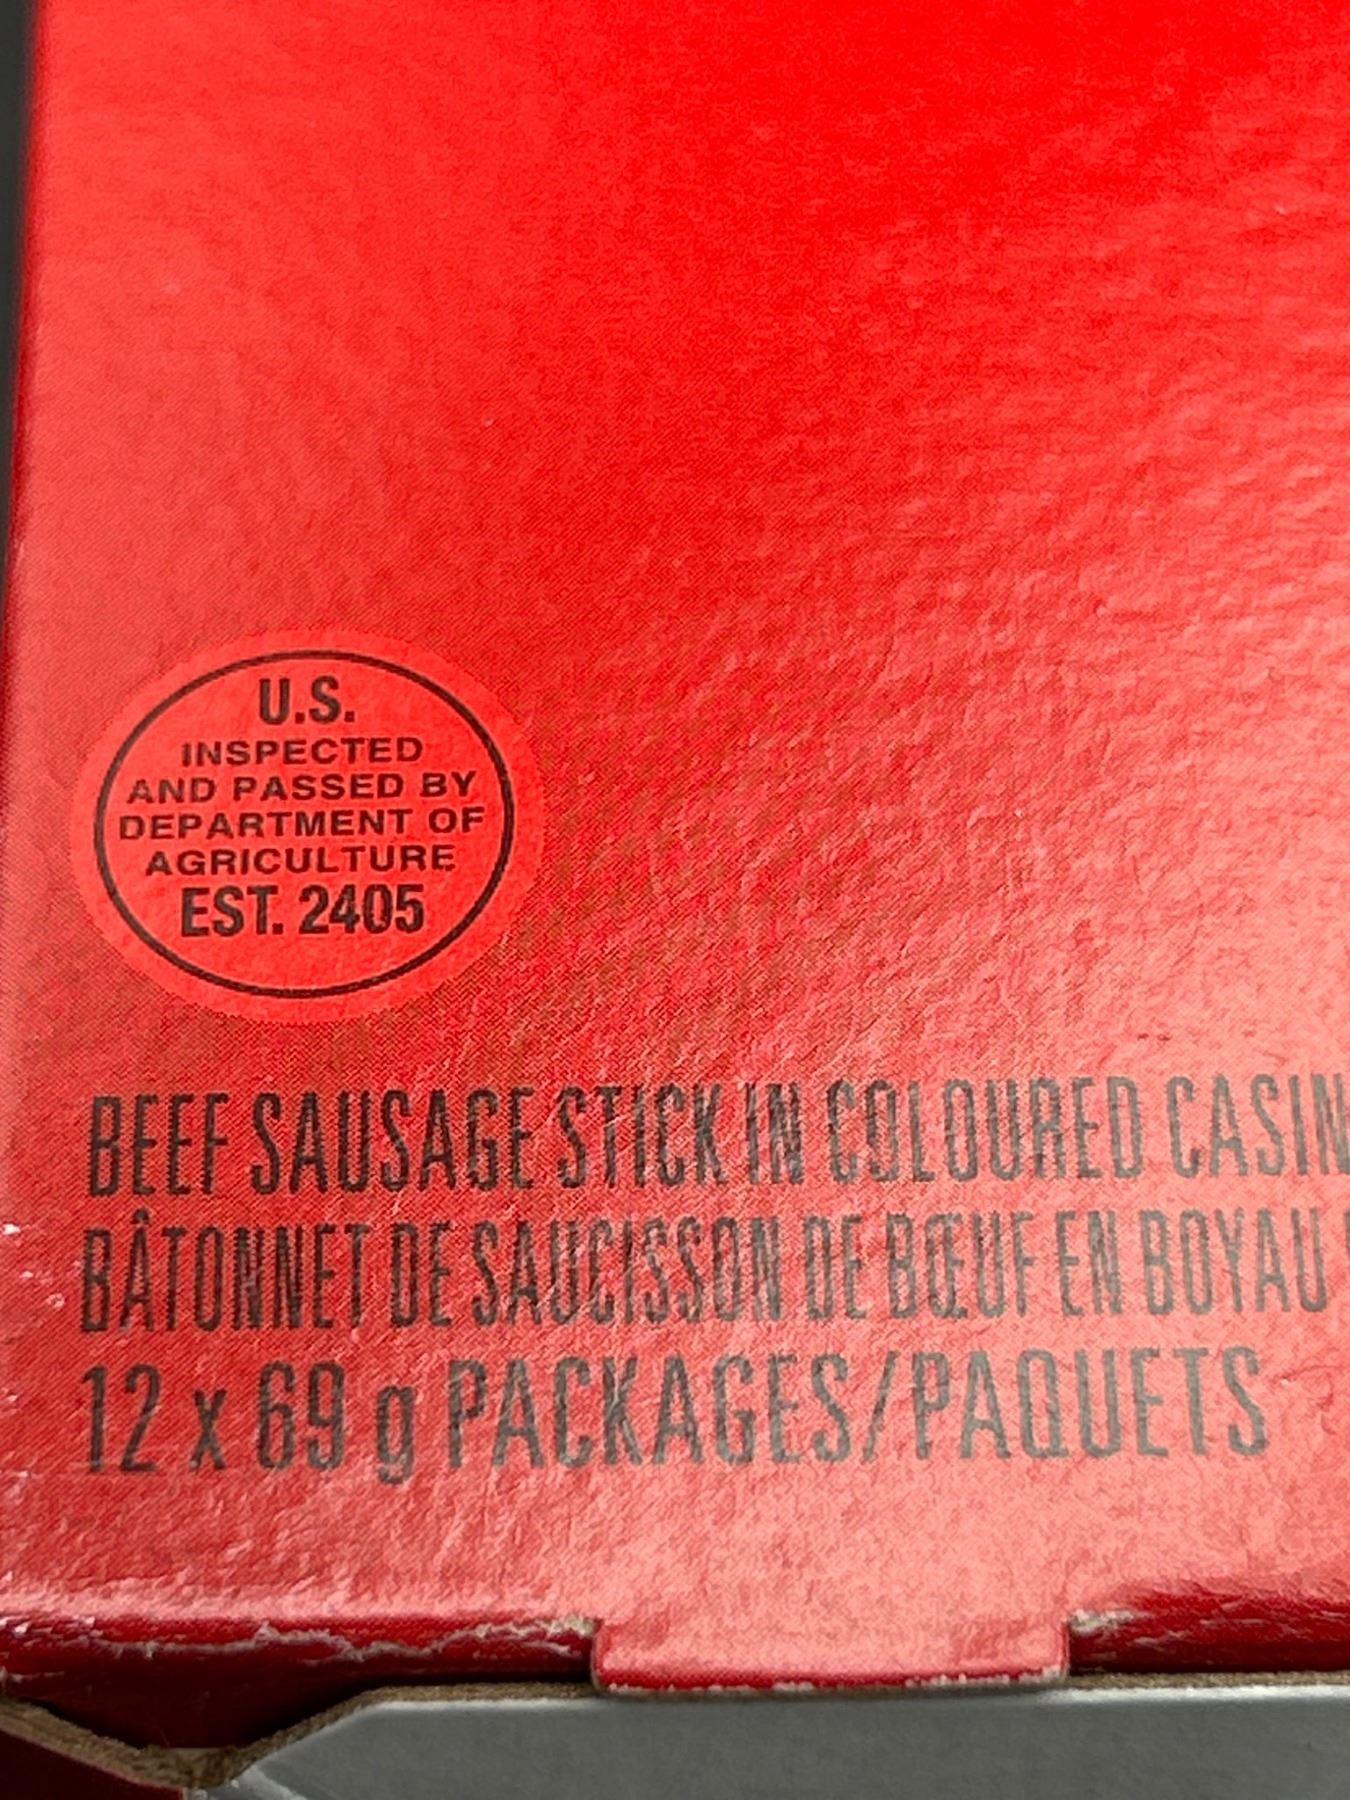 U.S.
INSPECTED
AND PASSED BY
DEPARTMENT OF
AGRICULTURE
EST. 2405
BEEF SAUSAGE STICK IN COLOURED CASIN
BÂTONNET DE SAUCISSON DE BŒUF EN BOYAU
12 x 69 g PACKAGES/PAQUETS